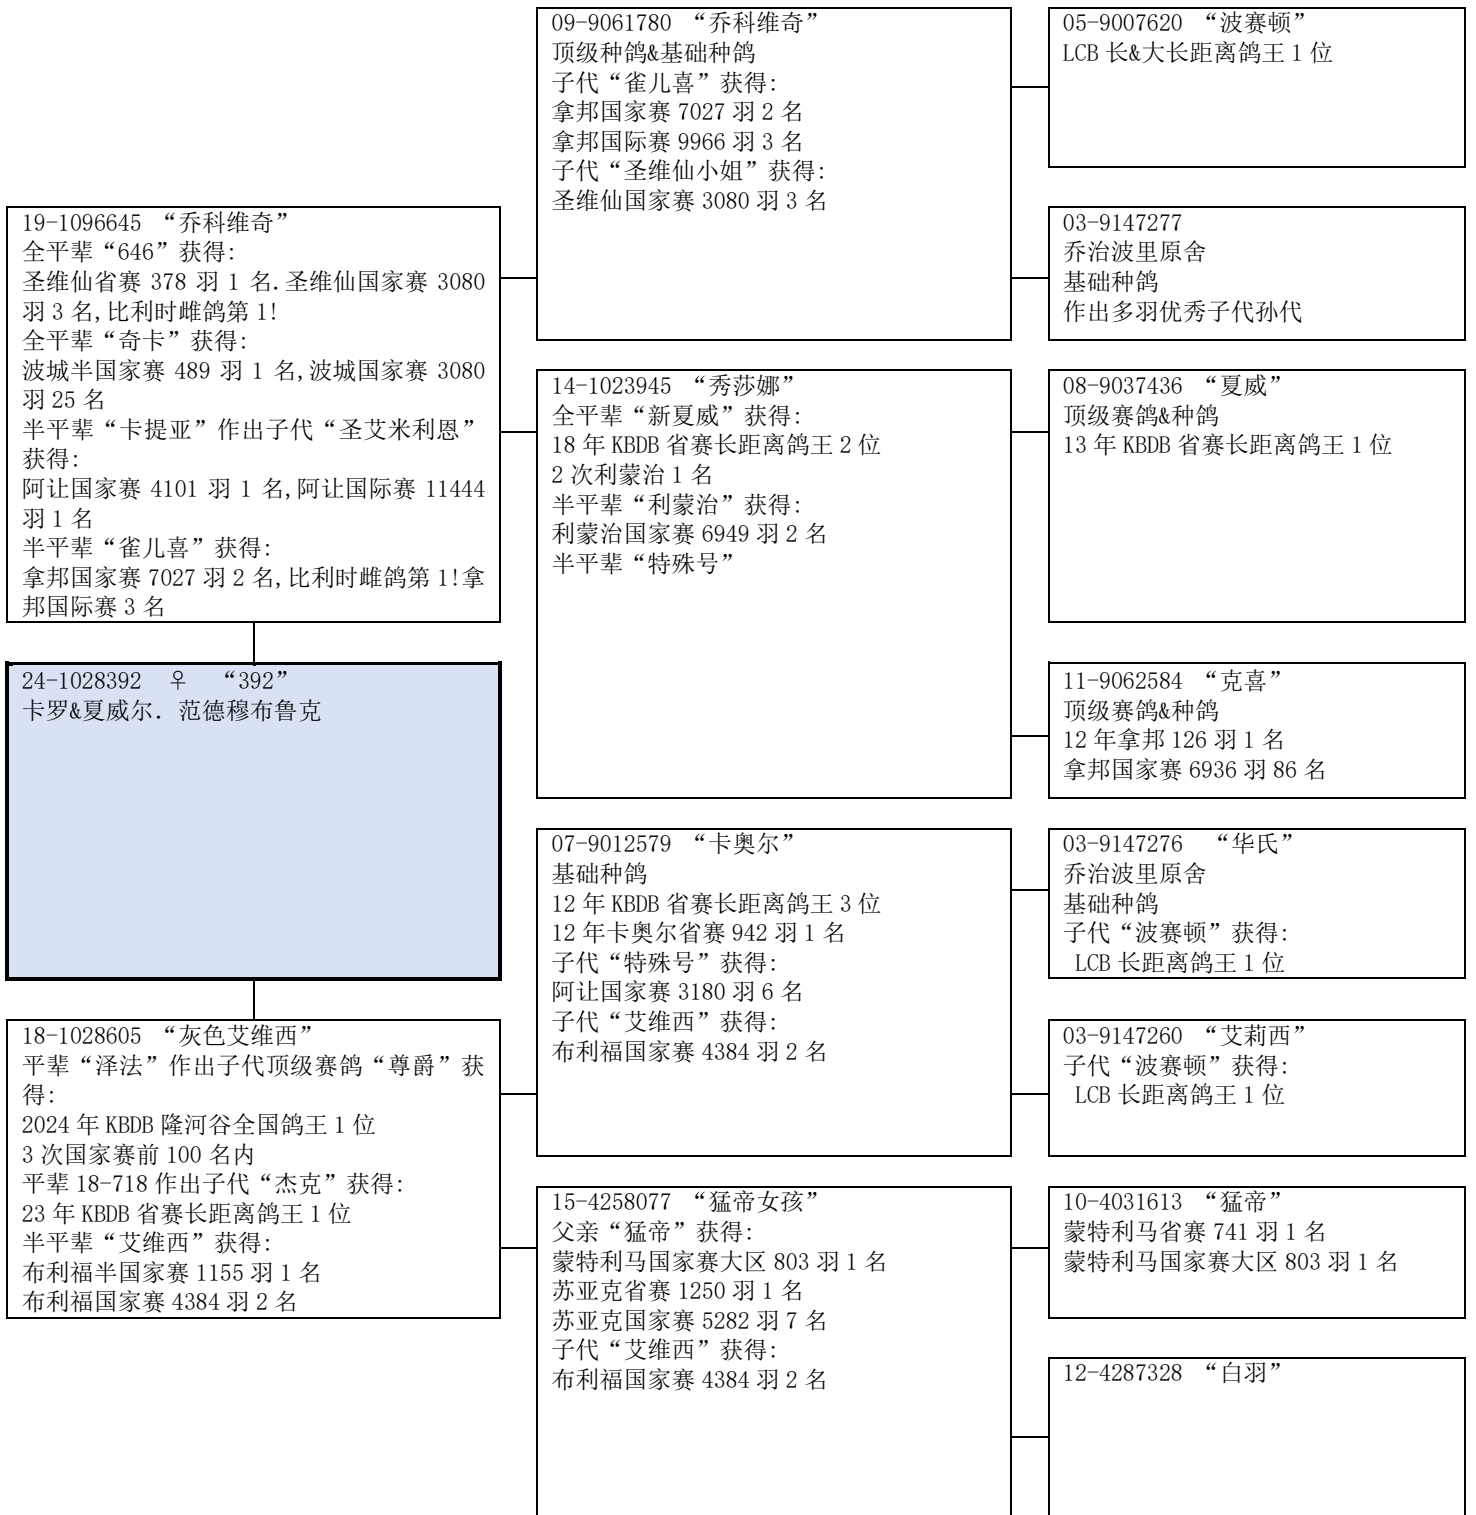 19-1096645 “乔科维奇”
全平辈“646”获得:
圣维仙省赛 378 羽 1 名.圣维仙国家赛 3080
羽 3 名,比利时雌鸽第 1!
全平辈“奇卡”获得:
波城半国家赛 489 羽 1 名,波城国家赛 3080
羽 25 名
半平辈“卡提亚”作出子代“圣艾米利恩”
获得:
阿让国家赛 4101 羽 1 名,阿让国际赛 11444
羽 1 名
半平辈“雀儿喜”获得:
拿邦国家赛 7027 羽 2 名,比利时雌鸽第 1!拿
邦国际赛 3 名
24-1028392 ♀ “392”
卡罗&夏威尔. 范德穆布鲁克
18-1028605 “灰色艾维西”
平辈“泽法”作出子代顶级赛鸽“尊爵”获
得:
2024 年 KBDB 隆河谷全国鸽王 1 位
3 次国家赛前 100 名内
平辈 18-718 作出子代“杰克”获得:
23 年 KBDB 省赛长距离鸽王 1 位
半平辈“艾维西”获得:
布利福半国家赛 1155 羽 1 名
布利福国家赛 4384 羽 2 名
09-9061780 “乔科维奇”
顶级种鸽&基础种鸽
子代“雀儿喜”获得:
拿邦国家赛 7027 羽 2 名
拿邦国际赛 9966 羽 3 名
子代“圣维仙小姐”获得:
圣维仙国家赛 3080 羽 3 名
14-1023945 “秀莎娜”
全平辈“新夏威”获得:
18 年 KBDB 省赛长距离鸽王 2 位
2 次利蒙治 1 名
半平辈“利蒙治”获得:
利蒙治国家赛 6949 羽 2 名
半平辈“特殊号”
07-9012579 “卡奥尔”
基础种鸽
12 年 KBDB 省赛长距离鸽王 3 位
12 年卡奥尔省赛 942 羽 1 名
子代“特殊号”获得:
阿让国家赛 3180 羽 6 名
子代“艾维西”获得:
布利福国家赛 4384 羽 2 名
15-4258077 “猛帝女孩”
父亲“猛帝”获得:
蒙特利马国家赛大区 803 羽 1 名
苏亚克省赛 1250 羽 1 名
苏亚克国家赛 5282 羽 7 名
子代“艾维西”获得:
布利福国家赛 4384 羽 2 名
05-9007620 “波赛顿”
LCB 长&大长距离鸽王 1 位
03-9147277
乔治波里原舍
基础种鸽
作出多羽优秀子代孙代
08-9037436 “夏威”
顶级赛鸽&种鸽
13 年 KBDB 省赛长距离鸽王 1 位
11-9062584 “克喜”
顶级赛鸽&种鸽
12 年拿邦 126 羽 1 名
拿邦国家赛 6936 羽 86 名
03-9147276 “华氏”
乔治波里原舍
基础种鸽
子代“波赛顿”获得:
LCB 长距离鸽王 1 位
03-9147260 “艾莉西”
子代“波赛顿”获得:
LCB 长距离鸽王 1 位
10-4031613 “猛帝”
蒙特利马省赛 741 羽 1 名
蒙特利马国家赛大区 803 羽 1 名
12-4287328 “白羽”